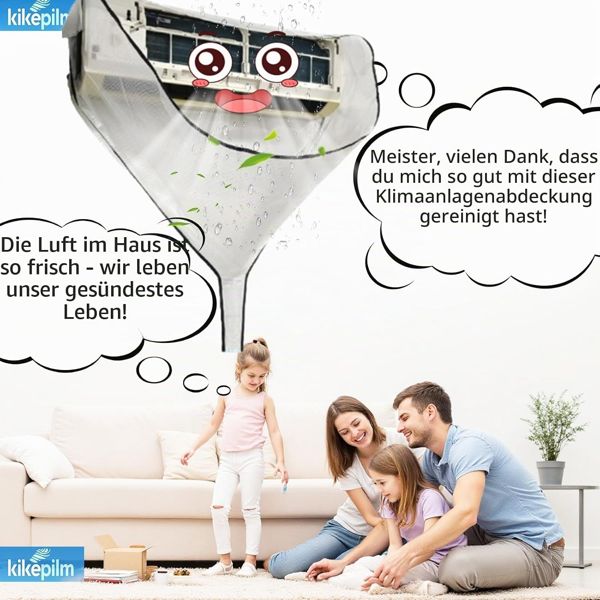 kikepilm
Meister, vielen Dank, dass
du mich so gut mit dieser
Klimaanlagenabdeckung
gereinigt hast!
Die Luft im Haus ist
so frisch - wir leben
unser gesündestes
Leben!
kikepilm